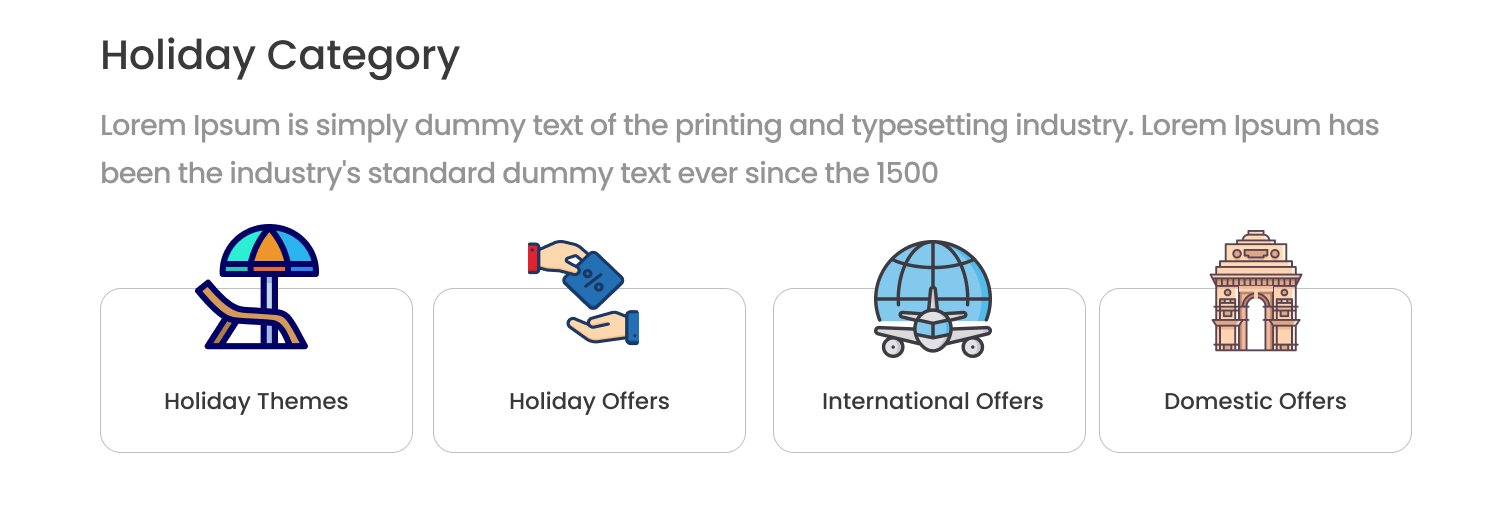 Holiday Category
Lorem Ipsum is simply dummy text of the printing and typesetting industry. Lorem Ipsum has
been the industry's standard dummy text ever since the 1500
%
Holiday Themes
Holiday Offers
International Offers
Domestic Offers